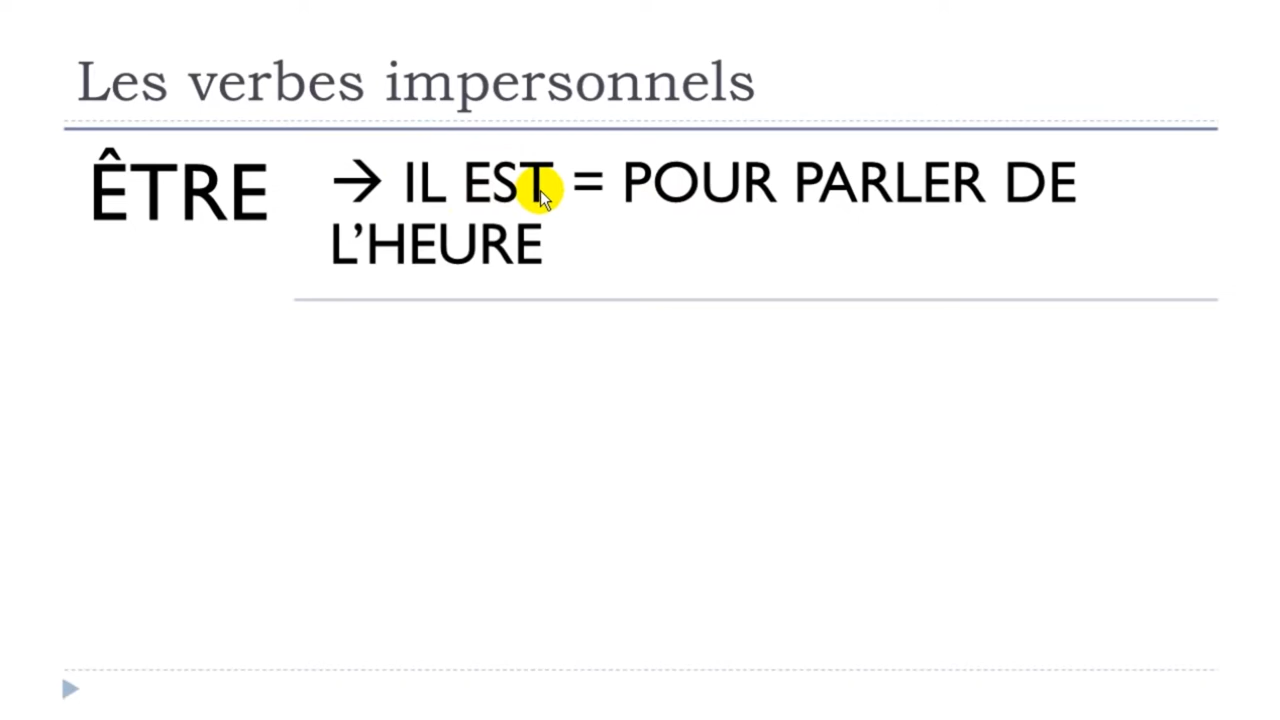 Les verbes impersonnels
ÊTRE
→ IL EST = POUR PARLER DE
L’HEURE